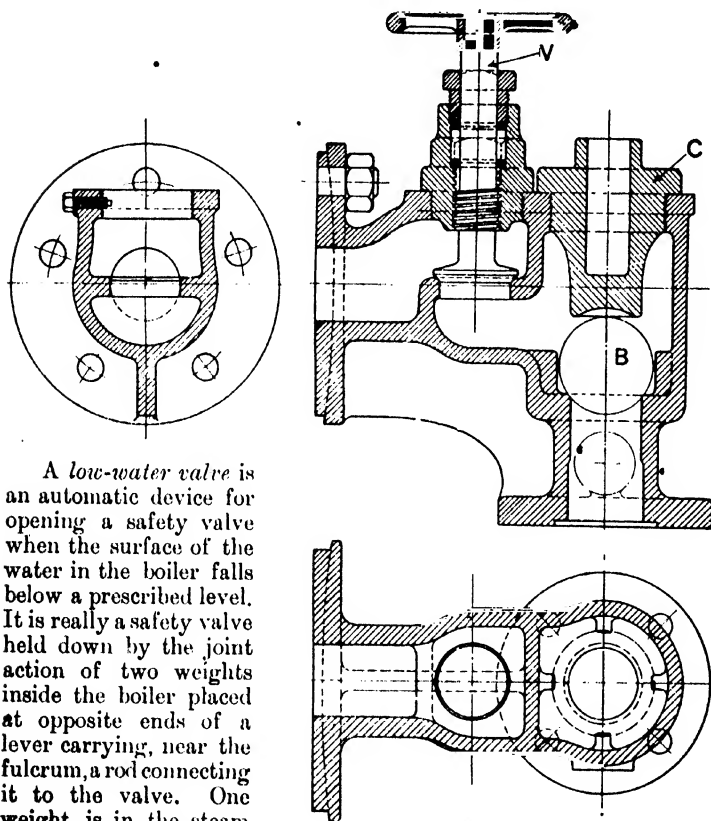 V
C
B
A low-water valve is
an automatic device for
opening a safety valve
when the surface of the
water in the boiler falls
below a prescribed level.
It is really a safety valve
held down by the joint
action of two weights
inside the boiler placed
at opposite ends of a
lever carrying, near the
fulcrum, a rod connecting
it to the valve. One
weight is in the steam